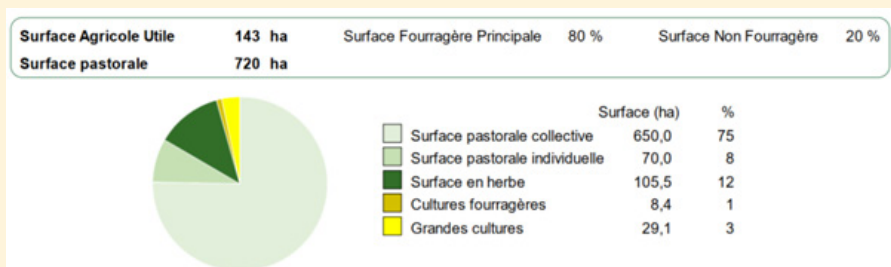 Surface Agricole Utile 143 ha Surface Fourragère Principale 80 % Surface Non Fourragère 20 %
Surface pastorale 720 ha
Surface (ha) %
Surface pastorale collective 650,0 75
Surface pastorale individuelle 70,0 8
Surface en herbe 105,5 12
Cultures fourragères 8,4 1
Grandes cultures 29,1 3